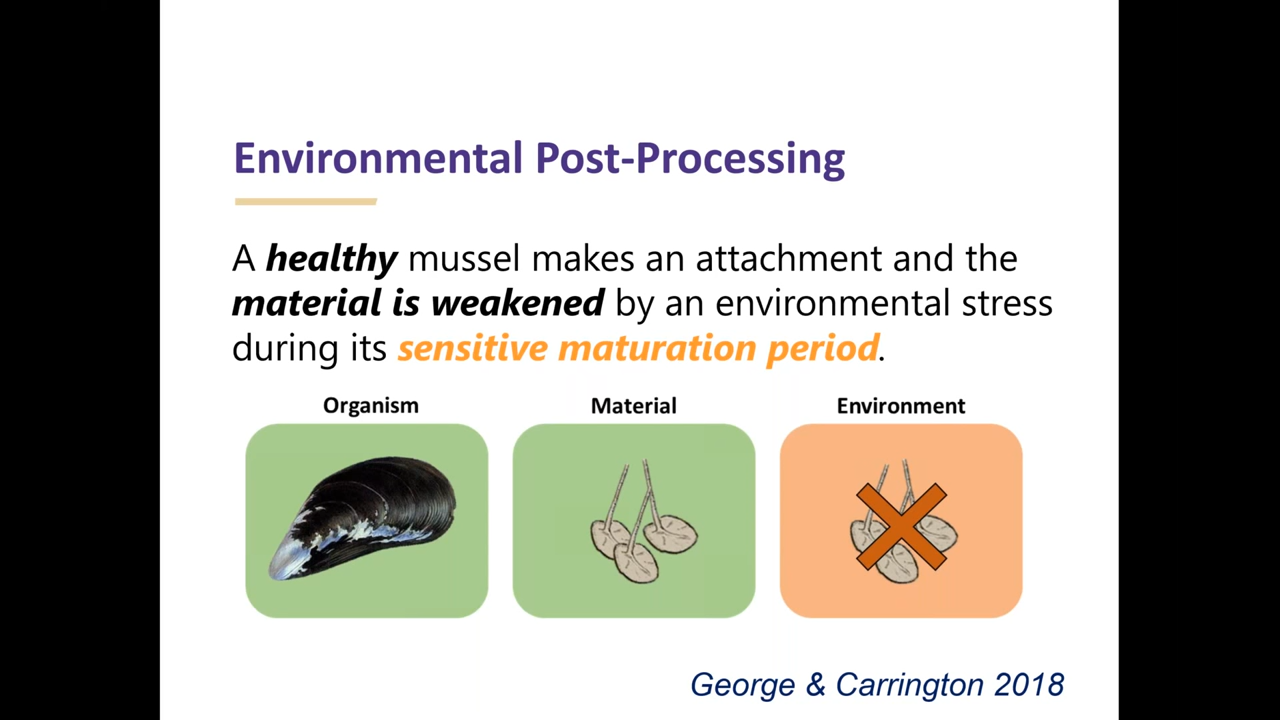 Environmental Post-Processing
A healthy mussel makes an attachment and the
material is weakened by an environmental stress
during its sensitive maturation period.
Organism
Material
Environment
George & Carrington 2018